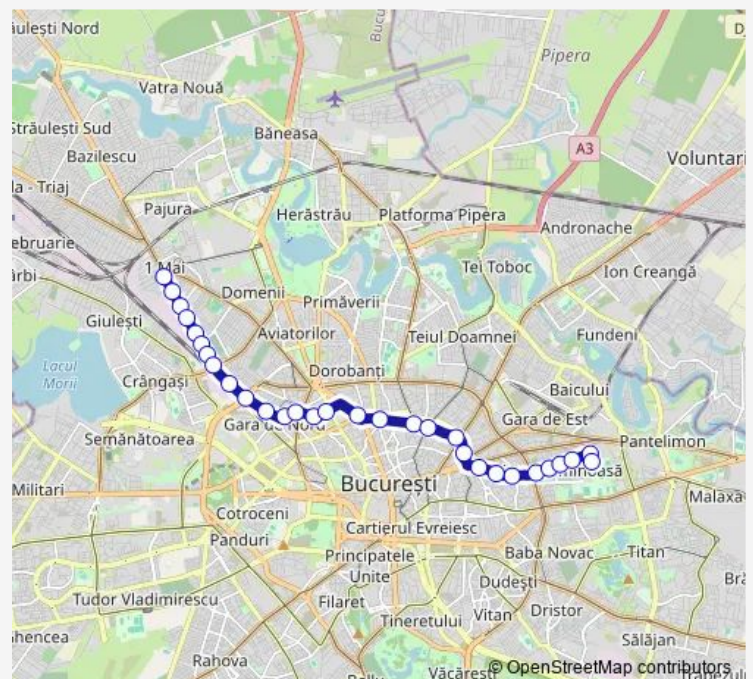 ulești Nord
Pipera
Vatra Nouă
Străulești Sud
Băneasa
Bazilescu
A3
Voluntari
la - Triaj
Pajura
Herăstrău
Platforma Pipera
Andronache
ebruarie
1 Mai
Tei Toboc
Ion Creangă
Domenii
Primăverii
Giulești
Aviatorilor
Teiul Doamnei
Fundeni
Lacul
Morii
Dorobanți
Crângași
Baicului
Gara de Nord
Gara de Est
Semănătoarea
Pantelimon
Militari
București
Malaxa
Cotroceni
Cartierul Evreiesc
Panduri
Principatele
Unite
Baba Novac
Titan
Dudești
Tudor Vladimirescu
Filaret
Tineretului
Vitan
Dristor
Sălăjan
Rahova
Văcărești
© OpenStreetMap contributors